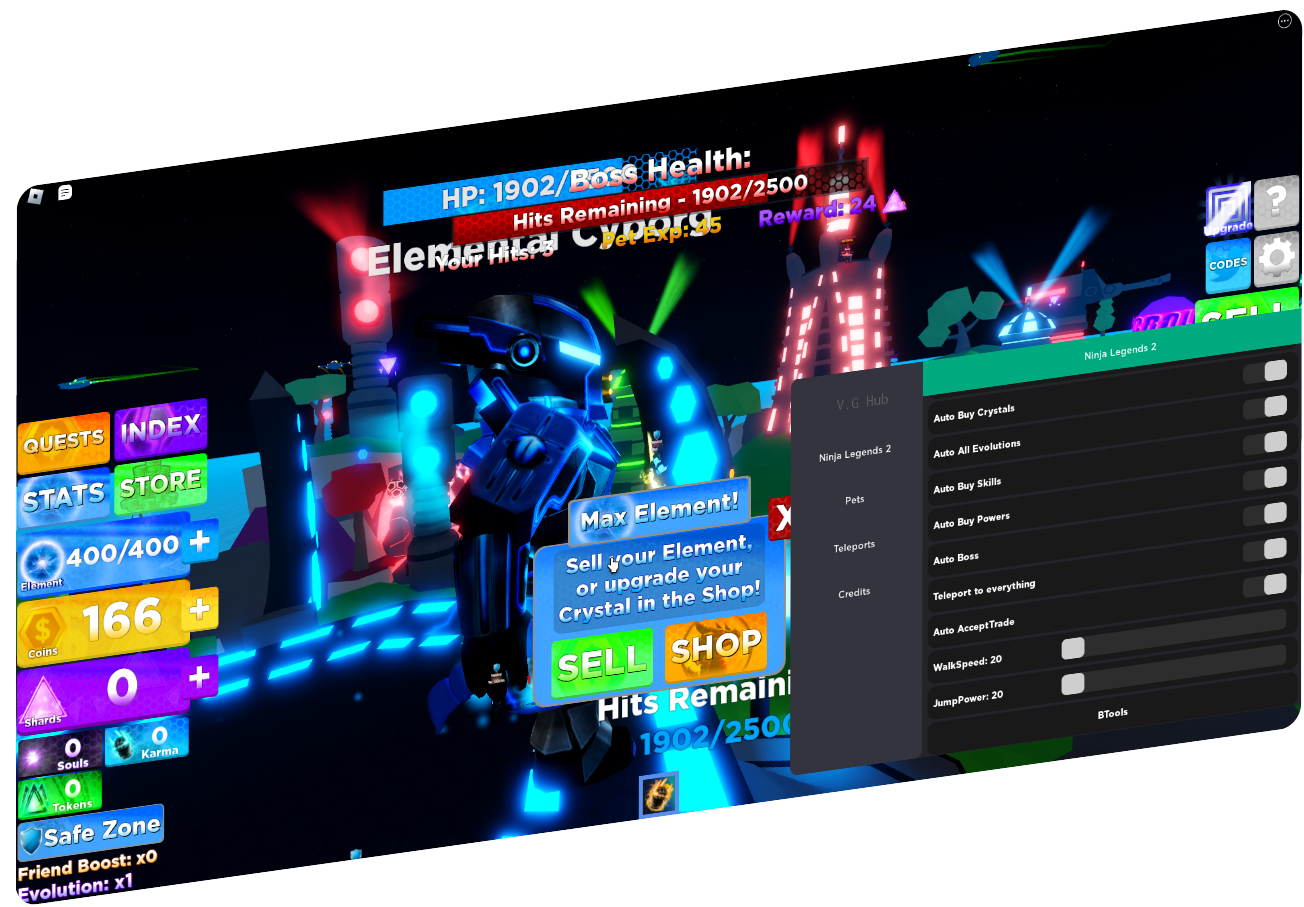 HP: 1902/2500
Boss Health:
Hits Remaining - 1902/2500
Elemental Cyborg
Your Hits: 3
Pet Exp: 45
Reward: 24
Upgrade
?
CODES
SELL
QUESTS
INDEX
STATS
STORE
400/400
+
Element
166
+
Coins
0
+
Shards
0
Souls
0
Karma
0
Tokens
Safe Zone
Friend Boost: x0
Evolution: x1
Max Element!
X
Sell your Element,
or upgrade your
Crystal in the Shop!
SELL
SHOP
Hits Remaini
1902/2500
V.G Hub
Ninja Legends 2
Pets
Teleports
Credits
Ninja Legends 2
Auto Buy Crystals
Auto All Evolutions
Auto Buy Skills
Auto Buy Powers
Auto Boss
Teleport to everything
Auto AcceptTrade
WalkSpeed: 20
JumpPower: 20
BTools